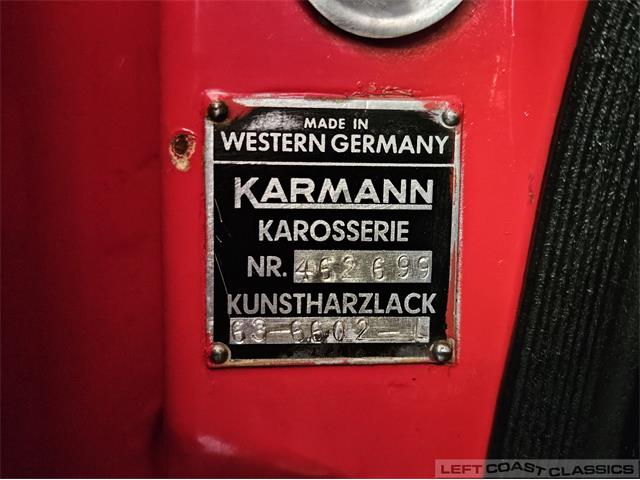 MADE IN
WESTERN GERMANY
KARMANN
KAROSSERIE
NR. 462 699
KUNSTHARZLACK
63-6602-L
LEFT COAST CLASSICS